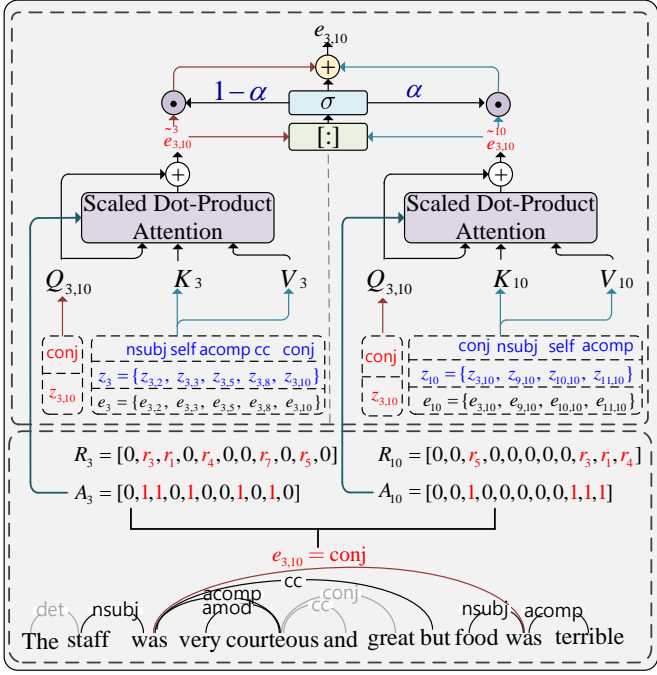 e₃,₁₀
+
1−α σ α
ẽ³₃,₁₀ [:] ẽ¹⁰₃,₁₀
+ +
Scaled Dot-Product Attention
Scaled Dot-Product Attention
Q₃,₁₀ K₃ V₃
Q₃,₁₀ K₁₀ V₁₀
conj
z₃,₁₀
nsubj self acomp cc conj
z₃ = {z₃,₂, z₃,₃, z₃,₅, z₃,₈, z₃,₁₀}
e₃ = {e₃,₂, e₃,₃, e₃,₅, e₃,₇, e₃,₁₀}
conj
z₃,₁₀
conj nsubj self acomp
z₁₀ = {z₃,₁₀, z₉,₁₀, z₁₀,₁₀, z₁₁,₁₀}
e₁₀ = {e₃,₁₀, e₉,₁₀, e₁₀,₁₀, e₁₁,₁₀}
R₃ = [0, r₃, r₁, 0, r₄, 0, 0, r₇, 0, r₅, 0]
R₁₀ = [0,0, r₅, 0,0,0,0,0, r₃, r₁, r₄]
A₃ = [0,1,1,0,1,0,0,1,0,1,0]
A₁₀ = [0,0,1,0,0,0,0,0,1,1,1]
e₃,₁₀ = conj
cc
acomp conj
det nsubj amod cc nsubj acomp
The staff was very courteous and great but food was terrible